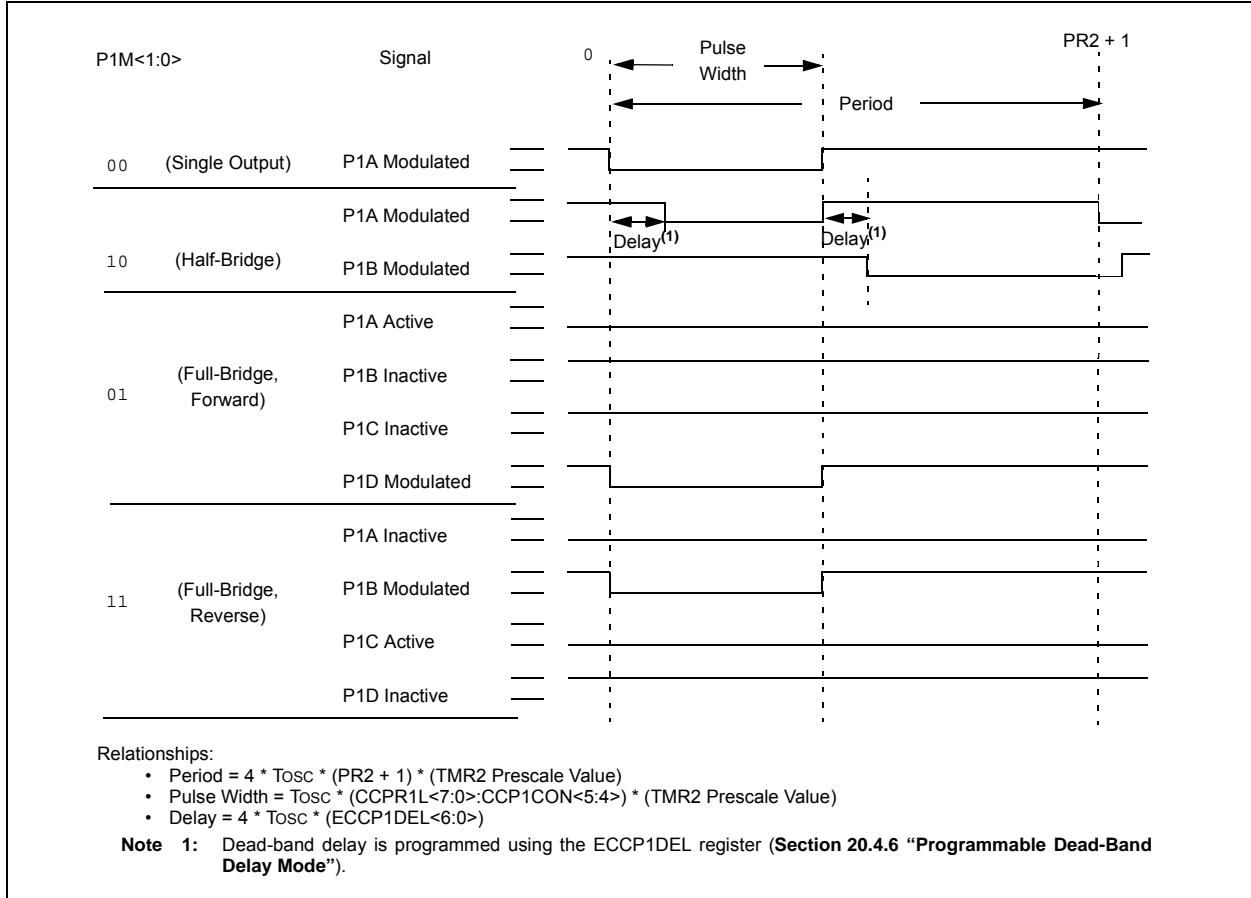 P1M<1:0>
Signal
0
Pulse
Width
PR2 + 1
Period
00
(Single Output)
P1A Modulated
P1A Modulated
Delay(1)
Delay(1)
10
(Half-Bridge)
P1B Modulated
P1A Active
01
(Full-Bridge,
Forward)
P1B Inactive
P1C Inactive
P1D Modulated
P1A Inactive
11
(Full-Bridge,
Reverse)
P1B Modulated
P1C Active
P1D Inactive
Relationships:
• Period = 4 * TOSC * (PR2 + 1) * (TMR2 Prescale Value)
• Pulse Width = TOSC * (CCPR1L<7:0>:CCP1CON<5:4>) * (TMR2 Prescale Value)
• Delay = 4 * TOSC * (ECCP1DEL<6:0>)
Note 1: Dead-band delay is programmed using the ECCP1DEL register (Section 20.4.6 “Programmable Dead-Band
Delay Mode”).